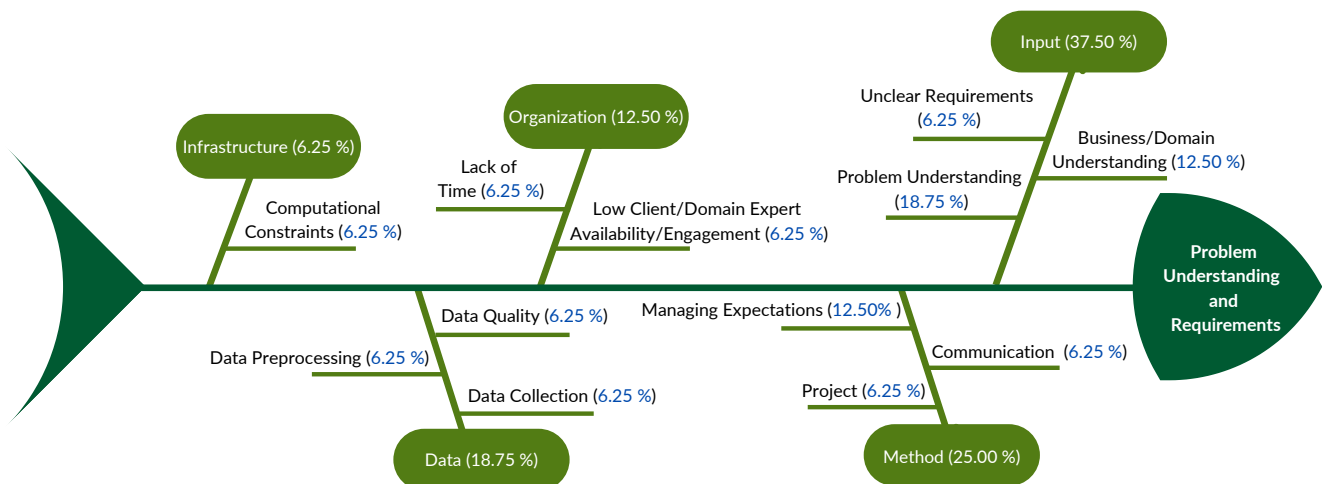 Input (37.50 %)
Unclear Requirements
(6.25 %)
Business/Domain
Understanding (12.50 %)
Problem Understanding
(18.75 %)
Organization (12.50 %)
Lack of
Time (6.25 %)
Low Client/Domain Expert
Availability/Engagement (6.25 %)
Infrastructure (6.25 %)
Computational
Constraints (6.25 %)
Problem
Understanding
and
Requirements
Data Quality (6.25 %)
Data Preprocessing (6.25 %)
Data Collection (6.25 %)
Data (18.75 %)
Managing Expectations (12.50% )
Communication (6.25 %)
Project (6.25 %)
Method (25.00 %)